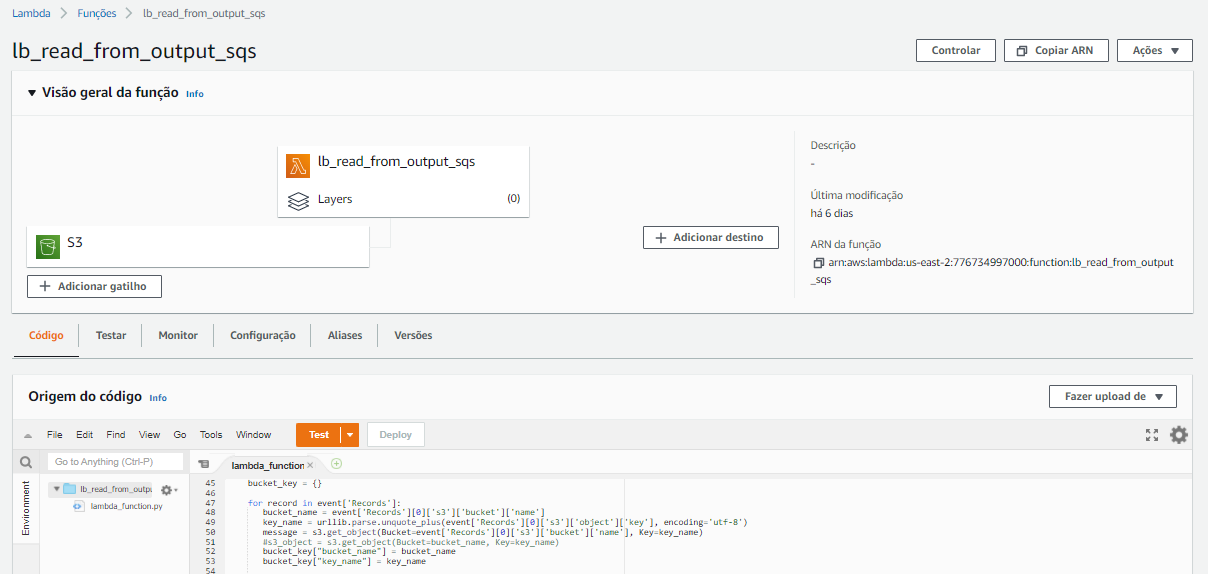 Lambda > Funções > lb_read_from_output_sqs
lb_read_from_output_sqs
Controlar
Copiar ARN
Ações
Visão geral da função Info
lb_read_from_output_sqs
Layers (0)
S3
Adicionar gatilho
Adicionar destino
Descrição
-
Última modificação
há 6 dias
ARN da função
arn:aws:lambda:us-east-2:776734997000:function:lb_read_from_output
_sqs
Código
Testar
Monitor
Configuração
Aliases
Versões
Origem do código Info
Fazer upload de
File Edit Find View Go Tools Window
Test
Deploy
Go to Anything (Ctrl-P)
Environment
lb_read_from_outpu
lambda_function.py
lambda_function
45 bucket_key = {}
46
47 for record in event['Records']:
48 bucket_name = event['Records'][0]['s3']['bucket']['name']
49 key_name = urllib.parse.unquote_plus(event['Records'][0]['s3']['object']['key'], encoding='utf-8')
50 message = s3.get_object(Bucket=event['Records'][0]['s3']['bucket']['name'], Key=key_name)
51 #s3_object = s3.get_object(Bucket=bucket_name, Key=key_name)
52 bucket_key["bucket_name"] = bucket_name
53 bucket_key["key_name"] = key_name
54